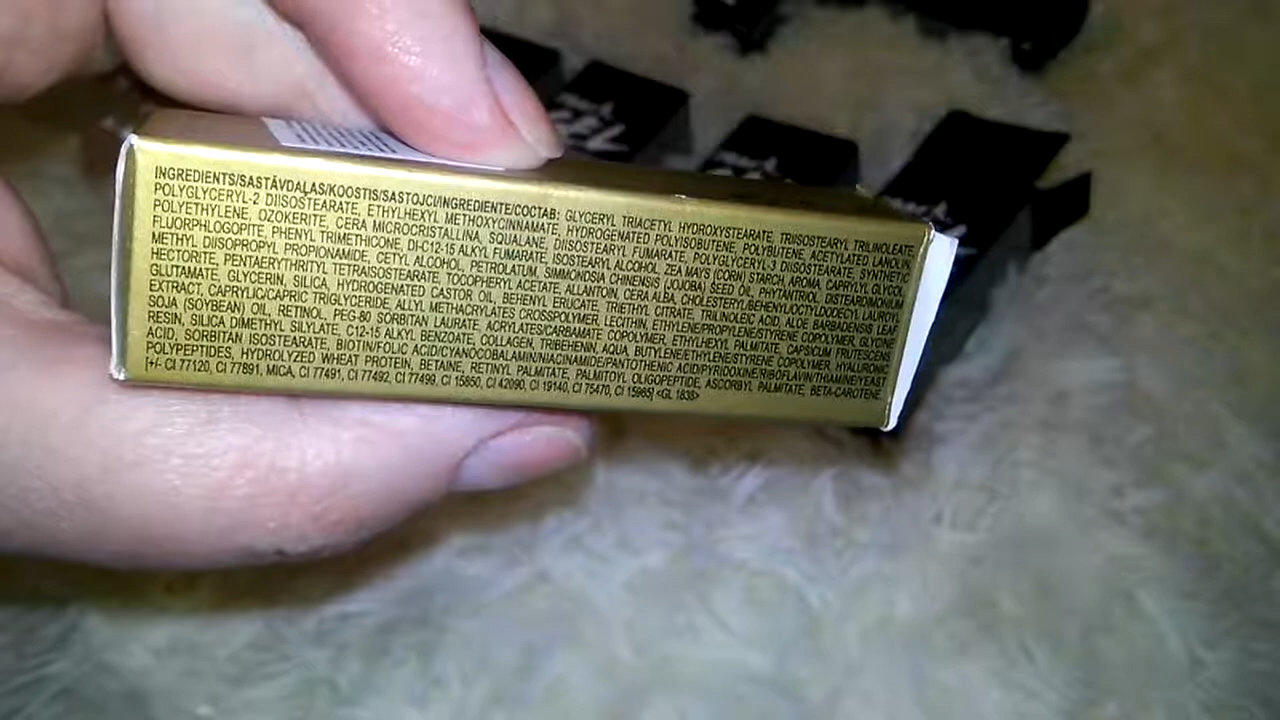 INGREDIENTS/SASTĀVDAĻAS/KOOSTIS/SASTOJCI/INGREDIENTE/СОСТАВ: GLYCERYL TRIACETYL HYDROXYSTEARATE, TRIISOSTEARYL TRILINOLEATE
POLYGLYCERYL-2 DIISOSTEARATE, ETHYLHEXYL METHOXYCINNAMATE, HYDROGENATED POLYISOBUTENE, POLYBUTENE, ACETYLATED LANOLIN,
POLYETHYLENE, OZOKERITE, CERA MICROCRISTALLINA, SQUALANE, DIISOSTEARYL FUMARATE, POLYGLYCERYL-3 DIISOSTEARATE, SYNTHETIC
FLUORPHLOGOPITE, PHENYL TRIMETHICONE, DI-C12-15 ALKYL FUMARATE, ISOSTEARYL ALCOHOL, ZEA MAYS (CORN) STARCH, AROMA, CAPRYLYL GLYCOL
METHYL DIISOPROPYL PROPIONAMIDE, CETYL ALCOHOL, PETROLATUM, SIMMONDSIA CHINENSIS (JOJOBA) SEED OIL, PHYTANTRIOL, DISTEARDIMONIUM
HECTORITE, PENTAERYTHRITYL TETRAISOSTEARATE, TOCOPHERYL ACETATE, ALLANTOIN, CERA ALBA, CHOLESTERYL/BEHENYL/OCTYLDODECYL LAUROYL
GLUTAMATE, GLYCERIN, SILICA, HYDROGENATED CASTOR OIL, BEHENYL ERUCATE, TRIETHYL CITRATE, TRILINOLEIC ACID, ALOE BARBADENSIS LEAF
EXTRACT, CAPRYLIC/CAPRIC TRIGLYCERIDE, ALLYL METHACRYLATES CROSSPOLYMER, LECITHIN, ETHYLENE/PROPYLENE/STYRENE COPOLYMER, GLYCINE
SOJA (SOYBEAN) OIL, RETINOL, PEG-80 SORBITAN LAURATE, ACRYLATES/CARBAMATE COPOLYMER, ETHYLHEXYL PALMITATE, CAPSICUM FRUTESCENS
RESIN, SILICA DIMETHYL SILYLATE, C12-15 ALKYL BENZOATE, COLLAGEN, TRIBEHENIN, AQUA, BUTYLENE/ETHYLENE/STYRENE COPOLYMER, HYALURONIC
ACID, SORBITAN ISOSTEARATE, BIOTIN/FOLIC ACID/CYANOCOBALAMIN/NIACINAMIDE/PANTOTHENIC ACID/PYRIDOXINE/RIBOFLAVIN/THIAMINE/YEAST
POLYPEPTIDES, HYDROLYZED WHEAT PROTEIN, BETAINE, RETINYL PALMITATE, PALMITOYL OLIGOPEPTIDE, ASCORBYL PALMITATE, BETA-CAROTENE,
[+/- CI 77120, CI 77891, MICA, CI 77491, CI 77492, CI 77499, CI 15850, CI 42090, CI 19140, CI 75470, CI 15985] <GL 1838>